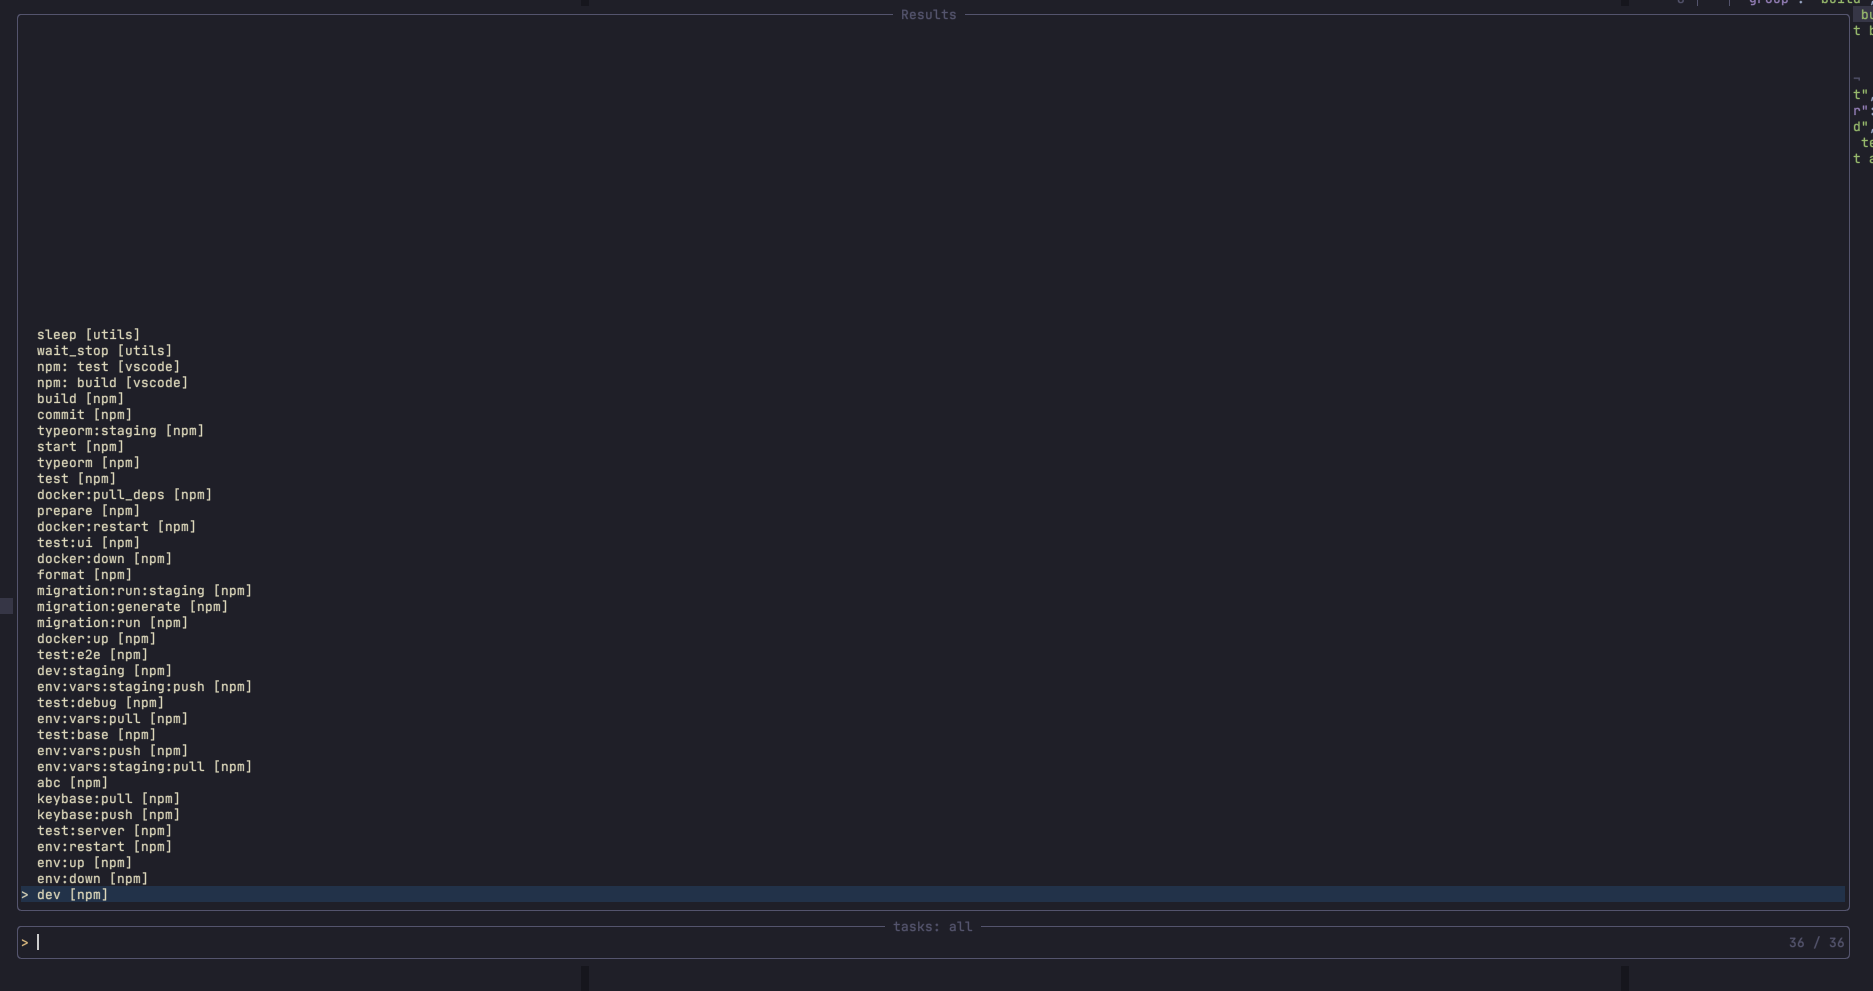 Results
sleep [utils]
wait_stop [utils]
npm: test [vscode]
npm: build [vscode]
build [npm]
commit [npm]
typeorm:staging [npm]
start [npm]
typeorm [npm]
test [npm]
docker:pull_deps [npm]
prepare [npm]
docker:restart [npm]
test:ui [npm]
docker:down [npm]
format [npm]
migration:run:staging [npm]
migration:generate [npm]
migration:run [npm]
docker:up [npm]
test:e2e [npm]
dev:staging [npm]
env:vars:staging:push [npm]
test:debug [npm]
env:vars:pull [npm]
test:base [npm]
env:vars:push [npm]
env:vars:staging:pull [npm]
abc [npm]
keybase:pull [npm]
keybase:push [npm]
test:server [npm]
env:restart [npm]
env:up [npm]
env:down [npm]
> dev [npm]
tasks: all
> 36 / 36